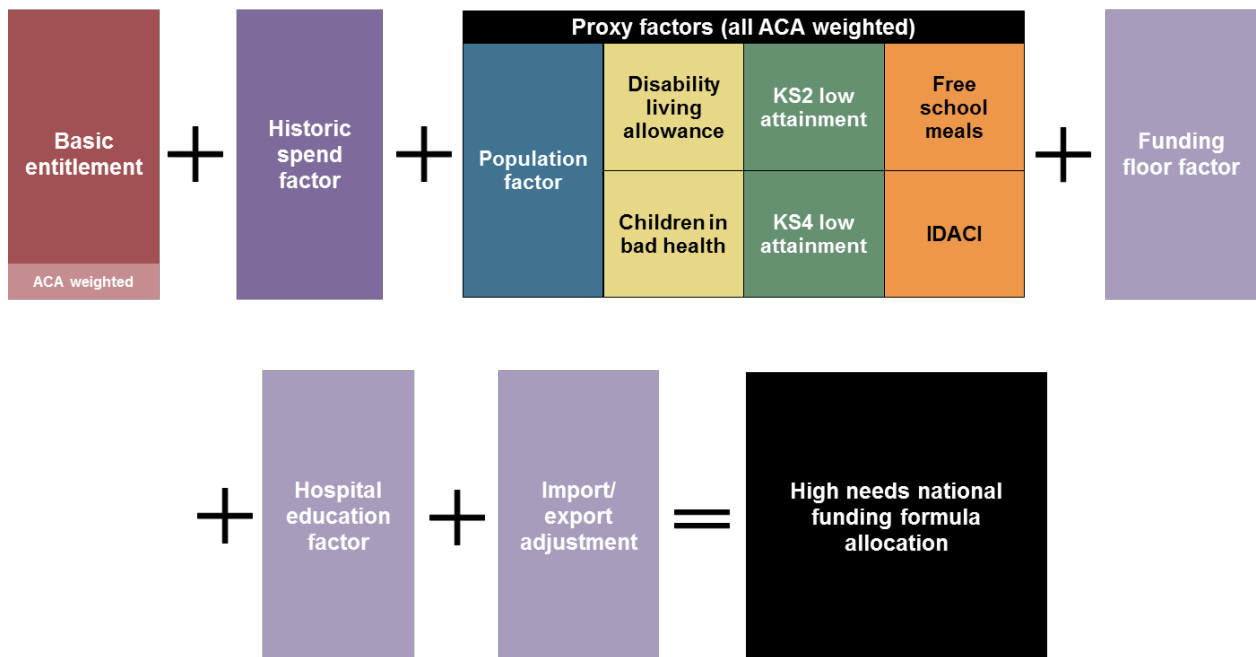 Basic
entitlement
ACA weighted
+
Historic
spend
factor
+
Proxy factors (all ACA weighted)
Population
factor
Disability
living
allowance
KS2 low
attainment
Free
school
meals
Children in
bad health
KS4 low
attainment
IDACI
+
Funding
floor factor
+
Hospital
education
factor
+
Import/
export
adjustment
=
High needs national
funding formula
allocation